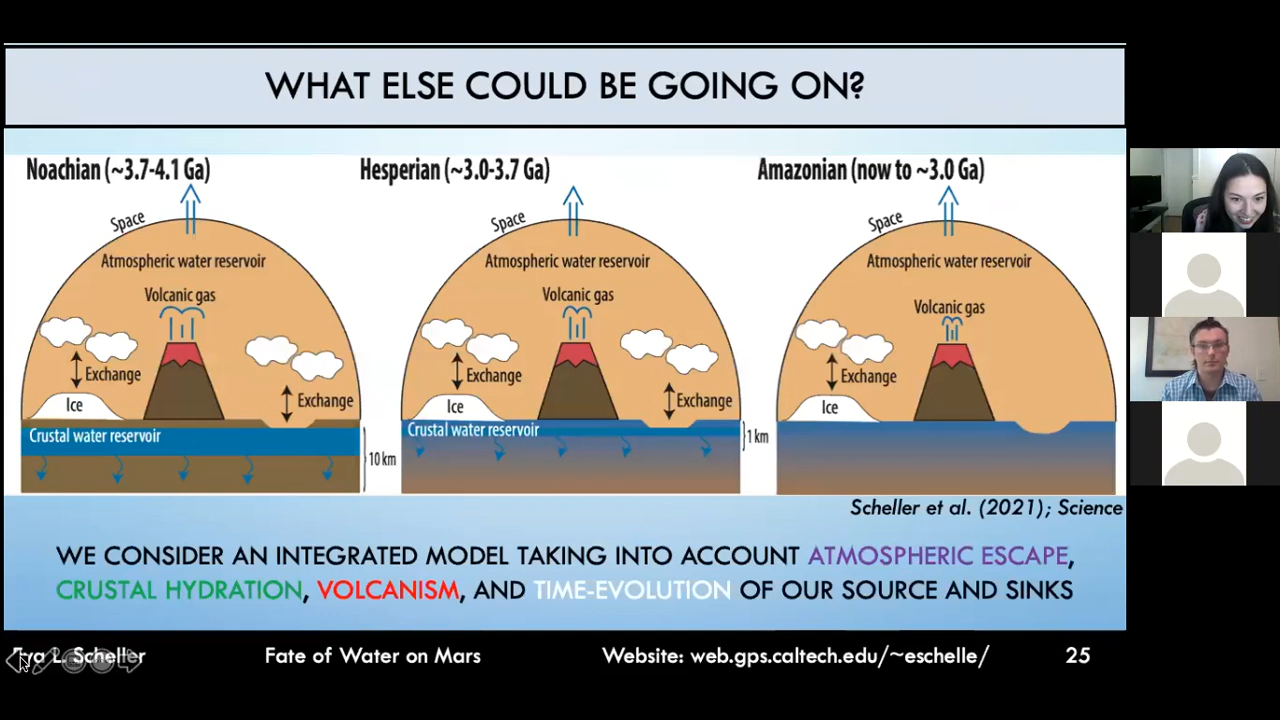 WHAT ELSE COULD BE GOING ON?
Noachian (~3.7-4.1 Ga)
Space
Atmospheric water reservoir
Volcanic gas
Exchange
Exchange
Ice
Crustal water reservoir
10 km
Hesperian (~3.0-3.7 Ga)
Space
Atmospheric water reservoir
Volcanic gas
Exchange
Exchange
Ice
Crustal water reservoir
1 km
Amazonian (now to ~3.0 Ga)
Space
Atmospheric water reservoir
Volcanic gas
Exchange
Ice
Scheller et al. (2021); Science
WE CONSIDER AN INTEGRATED MODEL TAKING INTO ACCOUNT ATMOSPHERIC ESCAPE,
CRUSTAL HYDRATION, VOLCANISM, AND TIME-EVOLUTION OF OUR SOURCE AND SINKS
Eva L. Scheller
Fate of Water on Mars
Website: web.gps.caltech.edu/~eschelle/
25